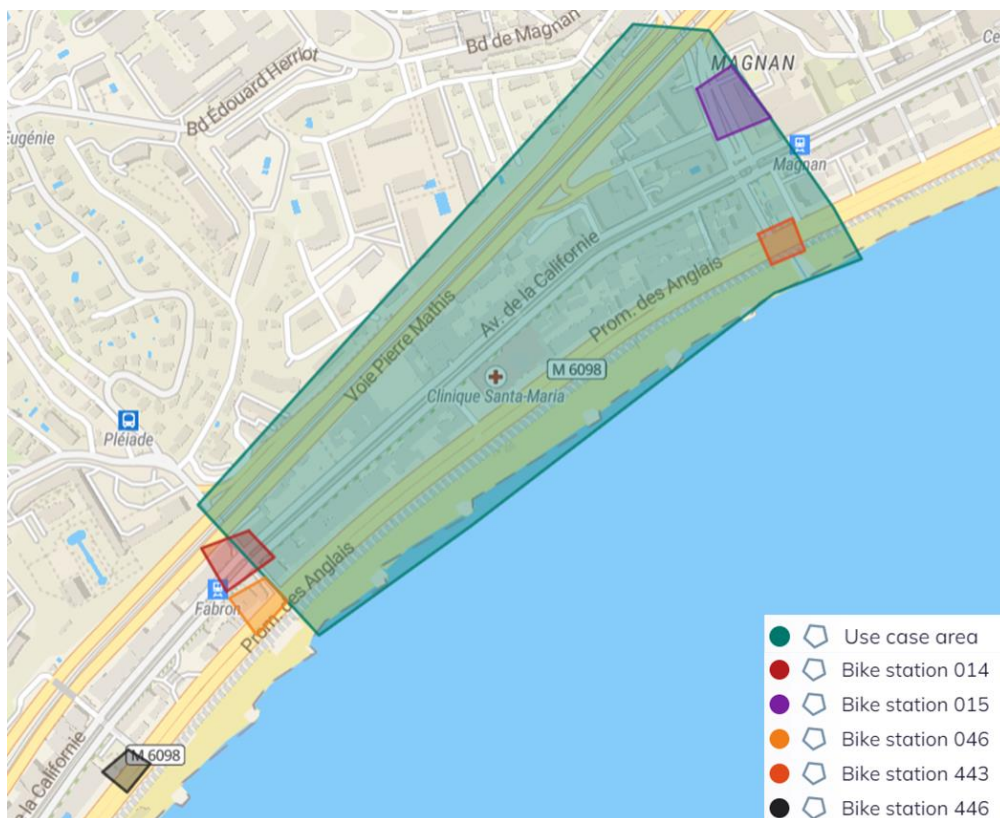 Bd de Magnan
Ce
MAGNAN
Bd Édouard Herriot
Eugénie
Magnan
Av. de la Californie
Prom. des Anglais
Voie Pierre Mathis
M 6098
Clinique Santa-Maria
Pléiade
Prom. des Anglais
Fabron
M 6098
de la Californie
Use case area
Bike station 014
Bike station 015
Bike station 046
Bike station 443
Bike station 446